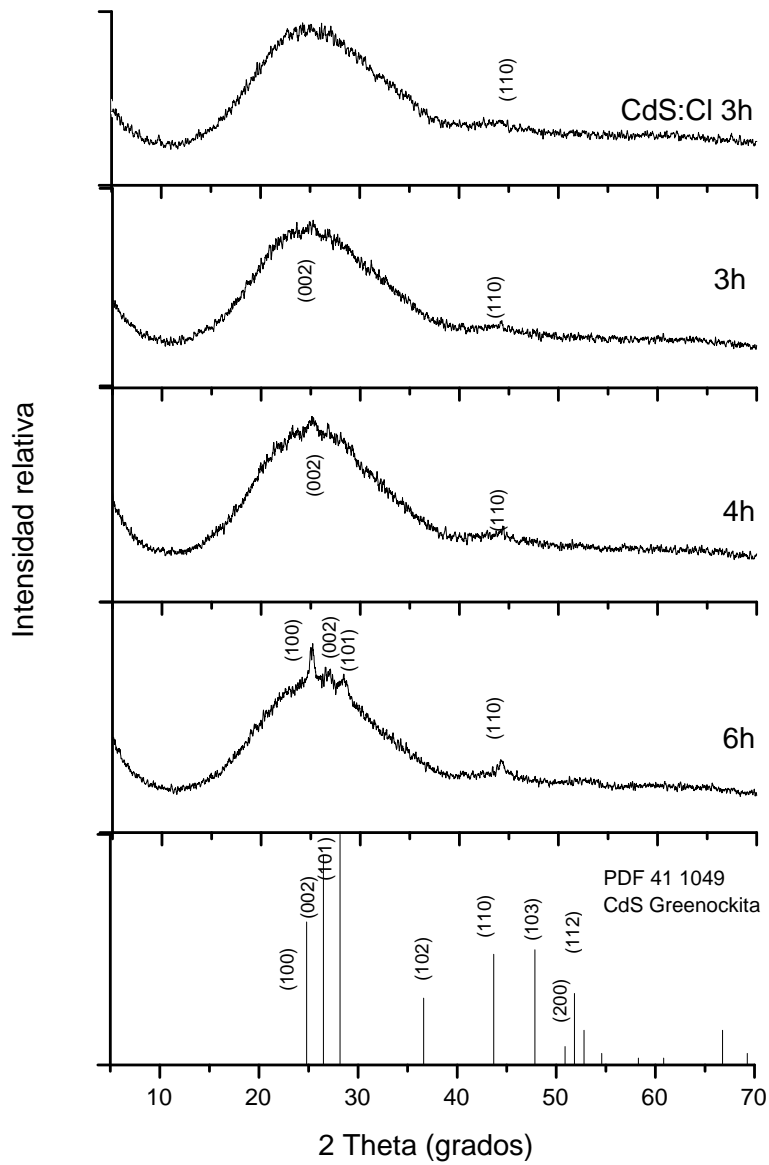 (110)
CdS:Cl 3h
(002)
(110)
3h
(002)
(110)
4h
(100)
(002)
(101)
(110)
6h
Intensidad relativa
(100)
(002)
(101)
(102)
(110)
(103)
(200)
(112)
PDF 41 1049
CdS Greenockita
10 20 30 40 50 60 70
2 Theta (grados)